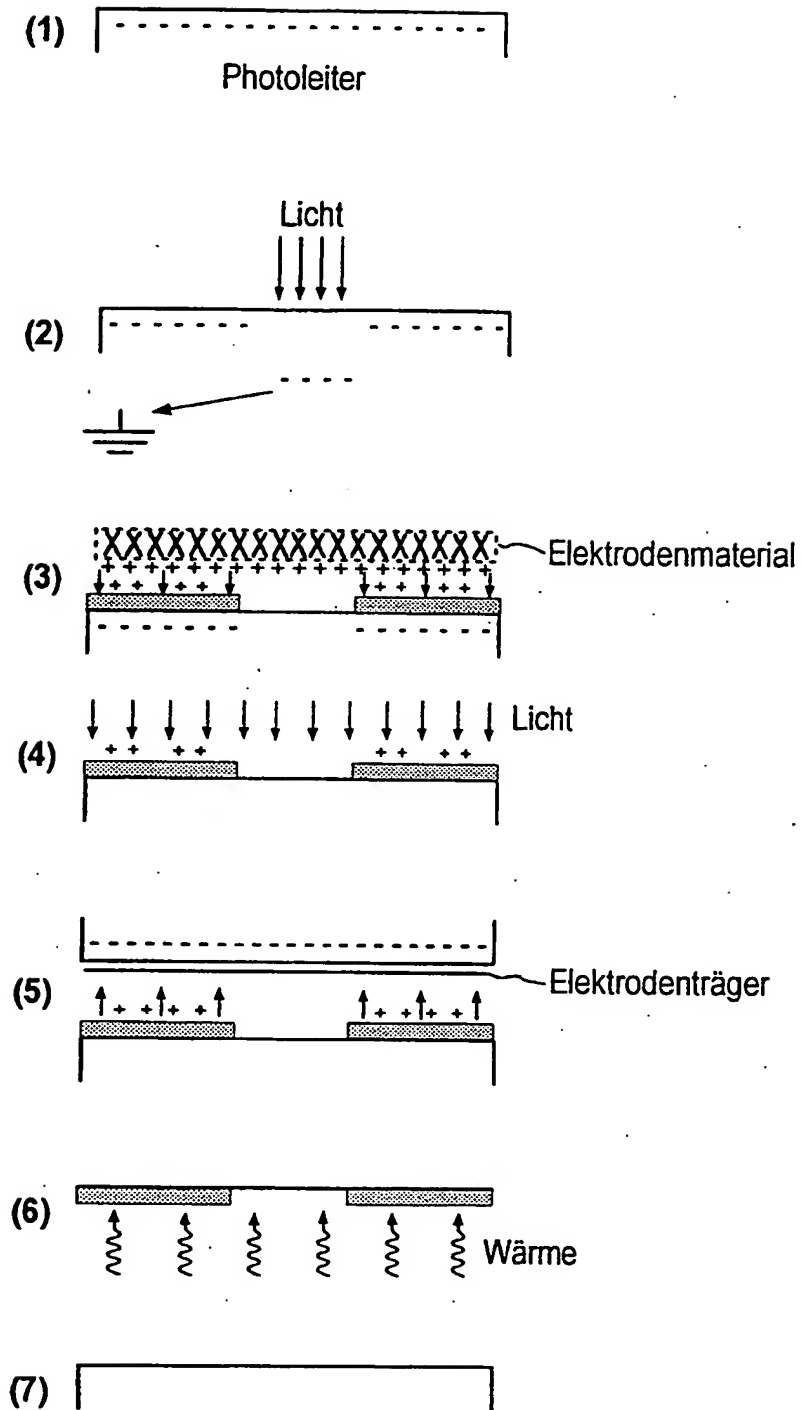 (1)
Photoleiter
Licht
(2)
Elektrodenmaterial
(3)
Licht
(4)
(5)
Elektrodenträger
(6)
Wärme
(7)